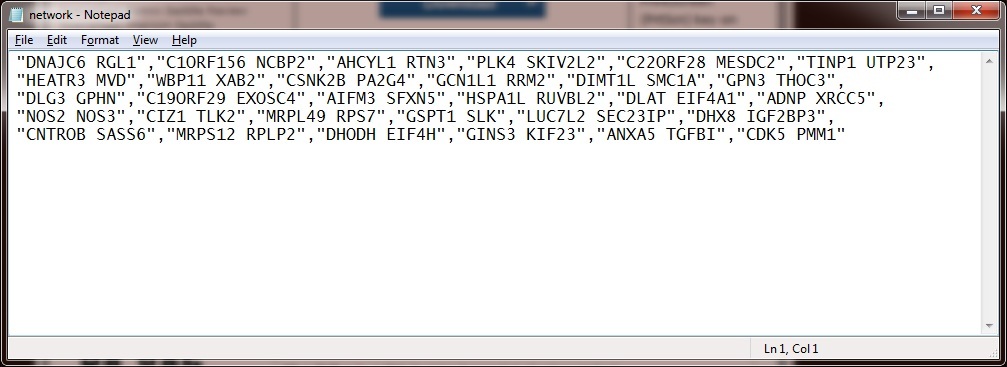 network - Notepad
File Edit Format View Help
"DNAJC6 RGL1","C1ORF156 NCBP2","AHCYL1 RTN3","PLK4 SKIV2L2","C22ORF28 MESDC2","TINP1 UTP23",
"HEATR3 MVD","WBP11 XAB2","CSNK2B PA2G4","GCN1L1 RRM2","DIMT1L SMC1A","GPN3 THOC3",
"DLG3 GPHN","C19ORF29 EXOSC4","AIFM3 SFXN5","HSPA1L RUVBL2","DLAT EIF4A1","ADNP XRCC5",
"NOS2 NOS3","CIZ1 TLK2","MRPL49 RPS7","GSPT1 SLK","LUC7L2 SEC23IP","DHX8 IGF2BP3",
"CNTROB SASS6","MRPS12 RPLP2","DHODH EIF4H","GINS3 KIF23","ANXA5 TGFBI","CDK5 PMM1"
Ln 1, Col 1